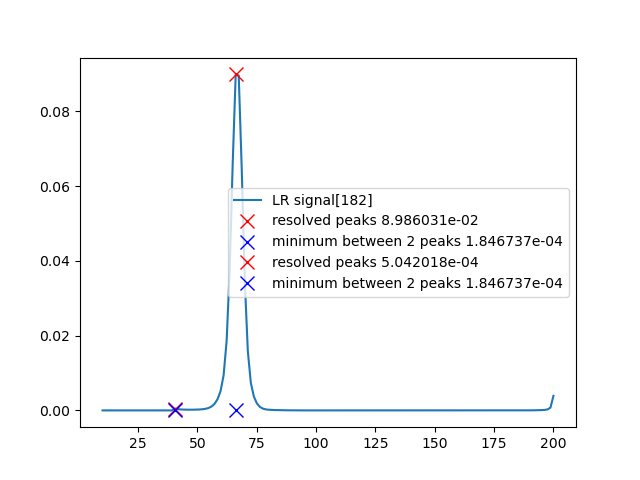 0.08
0.06
0.04
0.02
0.00
LR signal[182]
resolved peaks 8.986031e-02
minimum between 2 peaks 1.846737e-04
resolved peaks 5.042018e-04
minimum between 2 peaks 1.846737e-04
25 50 75 100 125 150 175 200